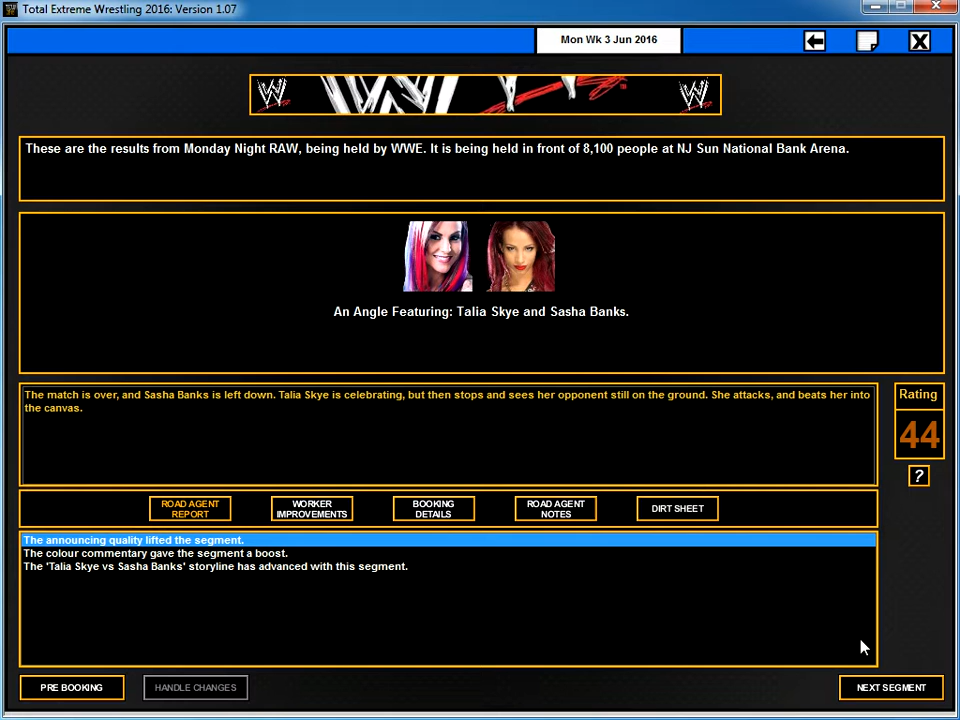 Total Extreme Wrestling 2016: Version 1.07
Mon Wk 3 Jun 2016
These are the results from Monday Night RAW, being held by WWE. It is being held in front of 8,100 people at NJ Sun National Bank Arena.
An Angle Featuring: Talia Skye and Sasha Banks.
The match is over, and Sasha Banks is left down. Talia Skye is celebrating, but then stops and sees her opponent still on the ground. She attacks, and beats her into
the canvas.
Rating
44
?
ROAD AGENT
REPORT
WORKER
IMPROVEMENTS
BOOKING
DETAILS
ROAD AGENT
NOTES
DIRT SHEET
The announcing quality lifted the segment.
The colour commentary gave the segment a boost.
The 'Talia Skye vs Sasha Banks' storyline has advanced with this segment.
PRE BOOKING
HANDLE CHANGES
NEXT SEGMENT